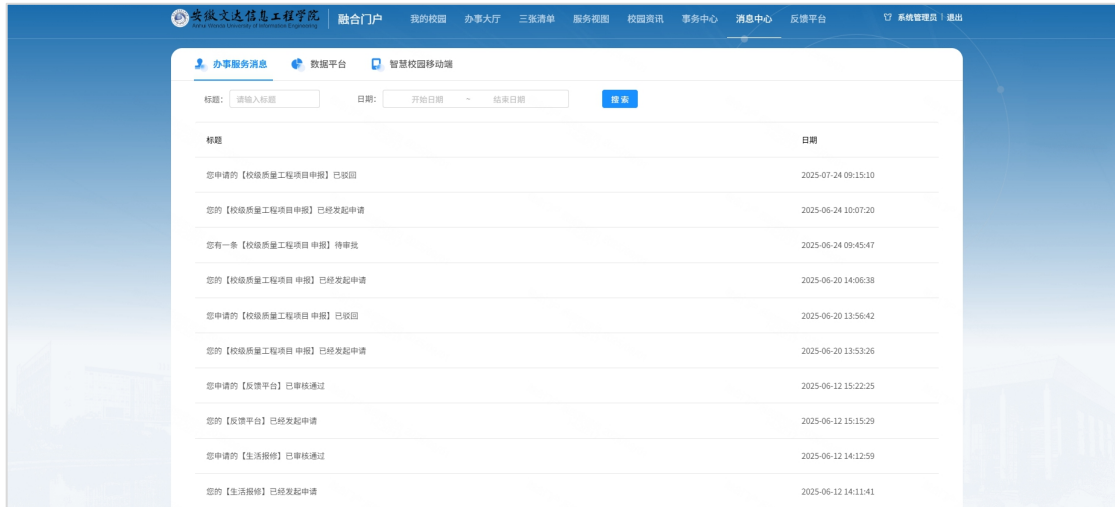 安徽文达信息工程学院 融合门户 我的校园 办事大厅 三张清单 服务视图 校园资讯 事务中心 消息中心 反馈平台 系统管理员 退出
Anhui Wonda University of Information Engineering
办事服务消息 数据平台 智慧校园移动端
标题: 请输入标题 日期: 开始日期 ~ 结束日期 搜 索
标题 日期
您申请的【校级质量工程项目申报】已驳回 2025-07-24 09:15:10
您的【校级质量工程项目申报】已经发起申请 2025-06-24 10:07:20
您有一条【校级质量工程项目 申报】待审批 2025-06-24 09:45:47
您的【校级质量工程项目 申报】已经发起申请 2025-06-20 14:06:38
您申请的【校级质量工程项目 申报】已驳回 2025-06-20 13:56:42
您的【校级质量工程项目 申报】已经发起申请 2025-06-20 13:53:26
您申请的【反馈平台】已审核通过 2025-06-12 15:22:25
您的【反馈平台】已经发起申请 2025-06-12 15:15:29
您申请的【生活报修】已审核通过 2025-06-12 14:12:59
您的【生活报修】已经发起申请 2025-06-12 14:11:41